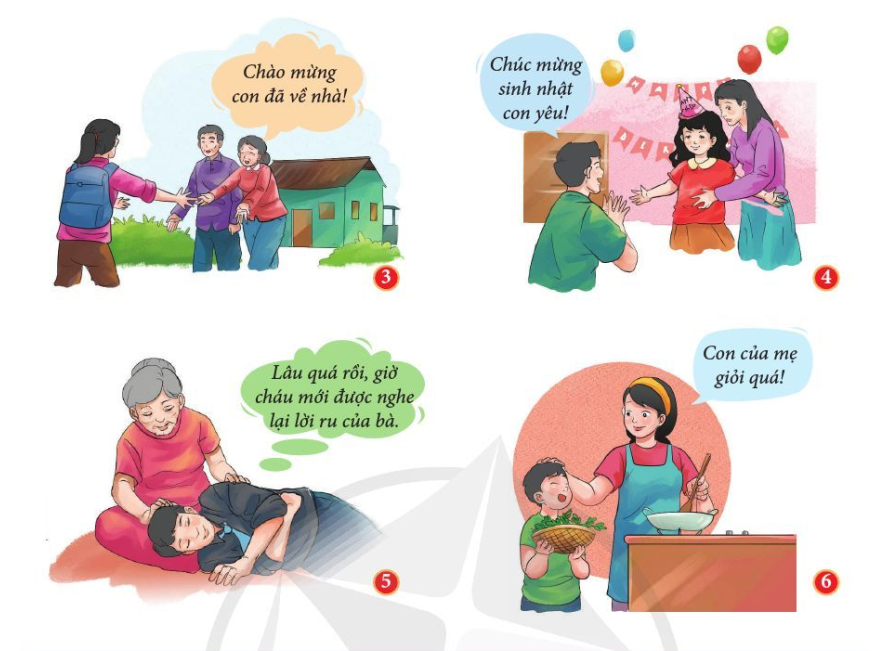 Chào mừng
con đã về nhà!
3
Chúc mừng
sinh nhật
con yêu!
4
Lâu quá rồi, giờ
cháu mới được nghe
lại lời ru của bà.
5
Con của mẹ
giỏi quá!
6